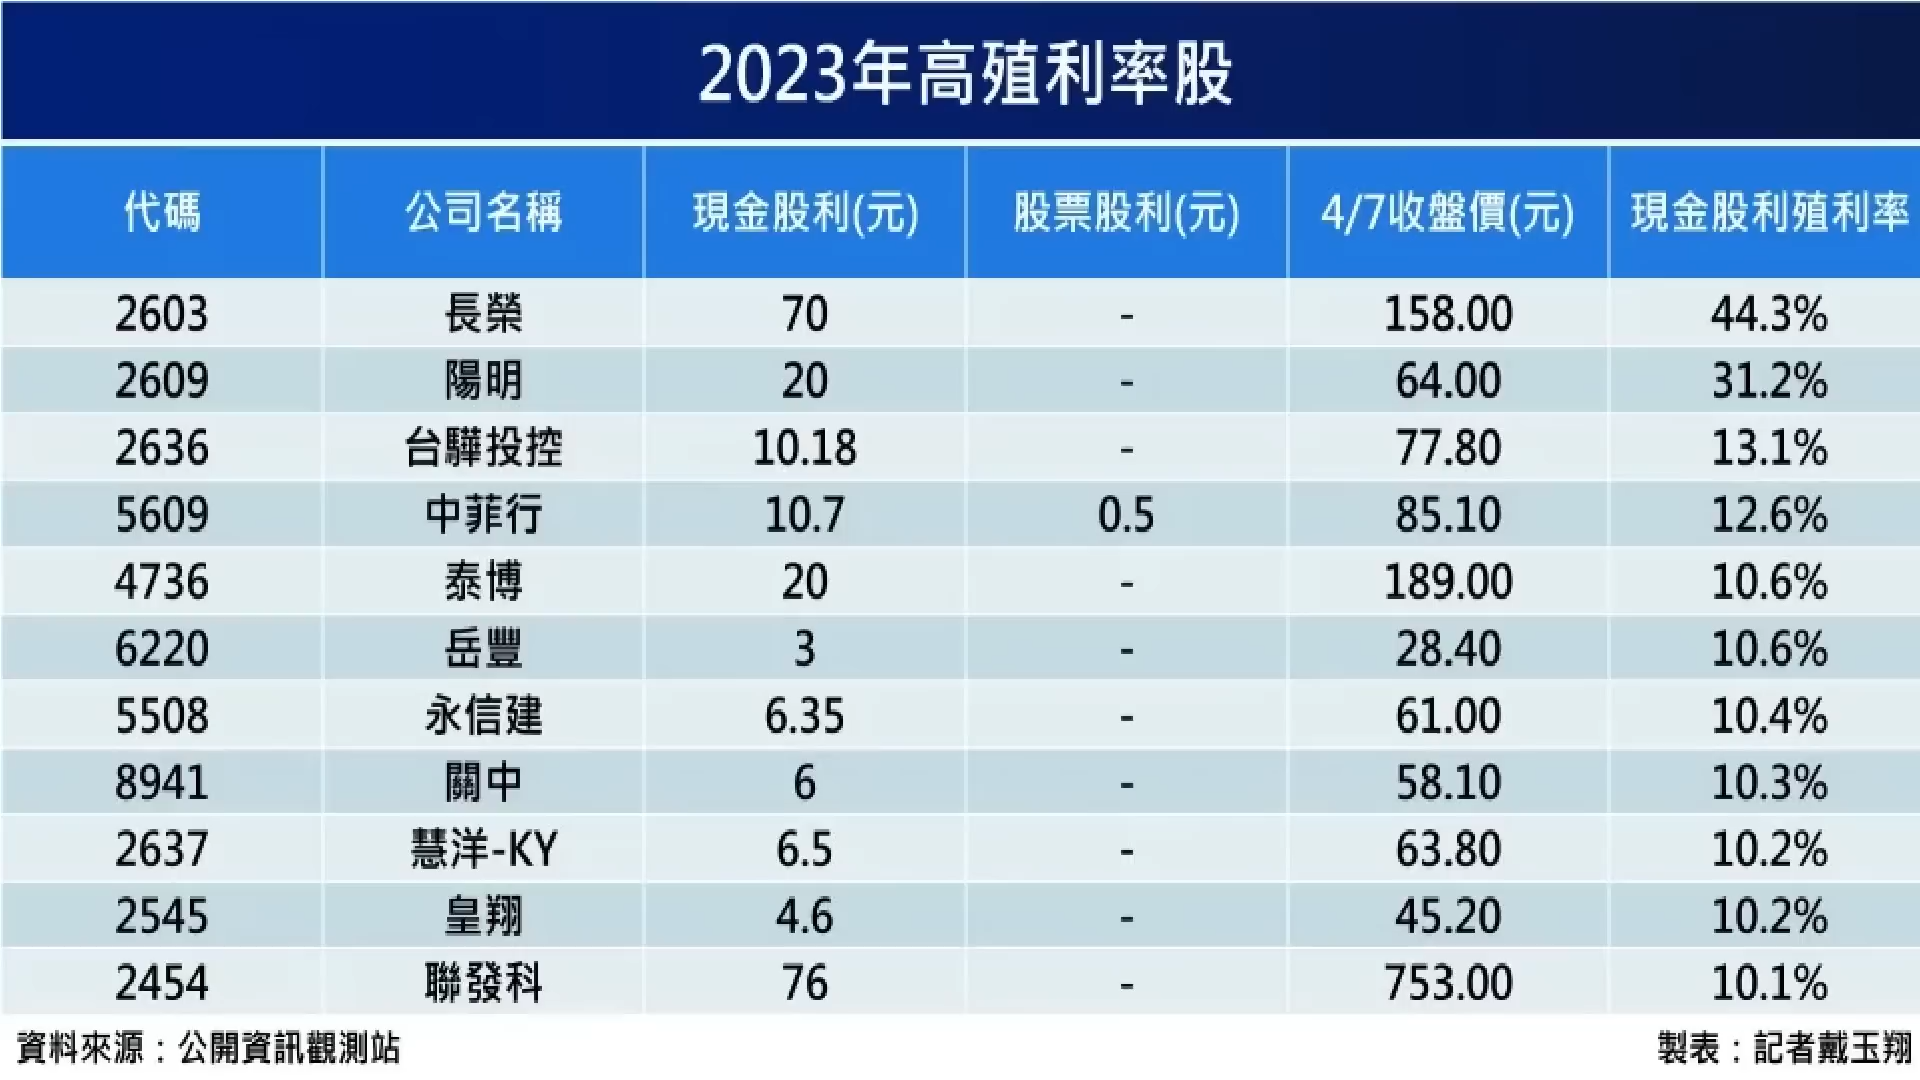 2023年高殖利率股
代碼 公司名稱 現金股利(元) 股票股利(元) 4/7收盤價(元) 現金股利殖利率
2603 長榮 70 - 158.00 44.3%
2609 陽明 20 - 64.00 31.2%
2636 台驊投控 10.18 - 77.80 13.1%
5609 中菲行 10.7 0.5 85.10 12.6%
4736 泰博 20 - 189.00 10.6%
6220 岳豐 3 - 28.40 10.6%
5508 永信建 6.35 - 61.00 10.4%
8941 關中 6 - 58.10 10.3%
2637 慧洋-KY 6.5 - 63.80 10.2%
2545 皇翔 4.6 - 45.20 10.2%
2454 聯發科 76 - 753.00 10.1%
資料來源：公開資訊觀測站 製表：記者戴玉翔